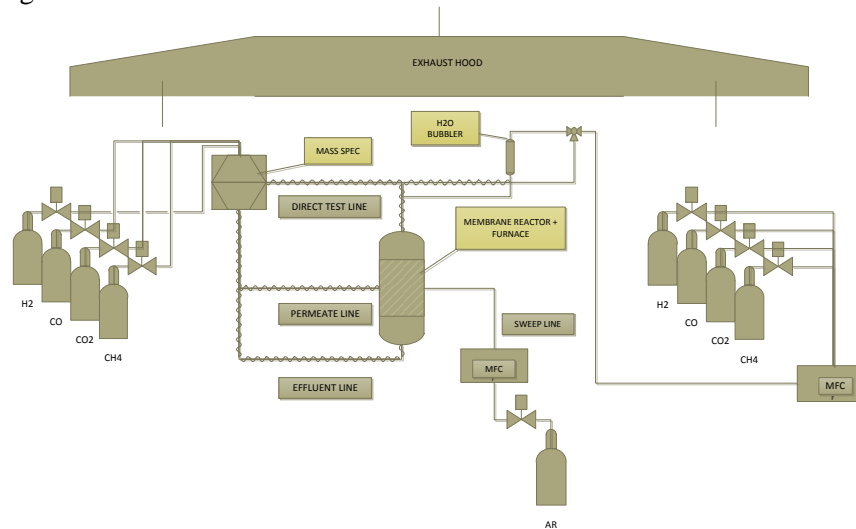 EXHAUST HOOD
H2O
BUBBLER
MASS SPEC
DIRECT TEST LINE
MEMBRANE REACTOR +
FURNACE
H2
CO
CO2
CH4
PERMEATE LINE
SWEEP LINE
EFFLUENT LINE
MFC
AR
H2
CO
CO2
CH4
MFC